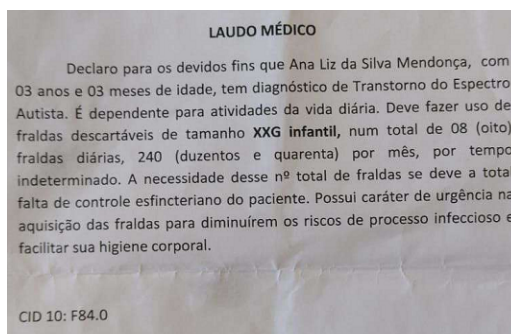 LAUDO MÉDICO
Declaro para os devidos fins que Ana Liz da Silva Mendonça, com
03 anos e 03 meses de idade, tem diagnóstico de Transtorno do Espectro
Autista. É dependente para atividades da vida diária. Deve fazer uso de
fraldas descartáveis de tamanho XXG infantil, num total de 08 (oito)
fraldas diárias, 240 (duzentos e quarenta) por mês, por tempo
indeterminado. A necessidade desse nº total de fraldas se deve a total
falta de controle esfincteriano do paciente. Possui caráter de urgência na
aquisição das fraldas para diminuírem os riscos de processo infeccioso e
facilitar sua higiene corporal.
CID 10: F84.0